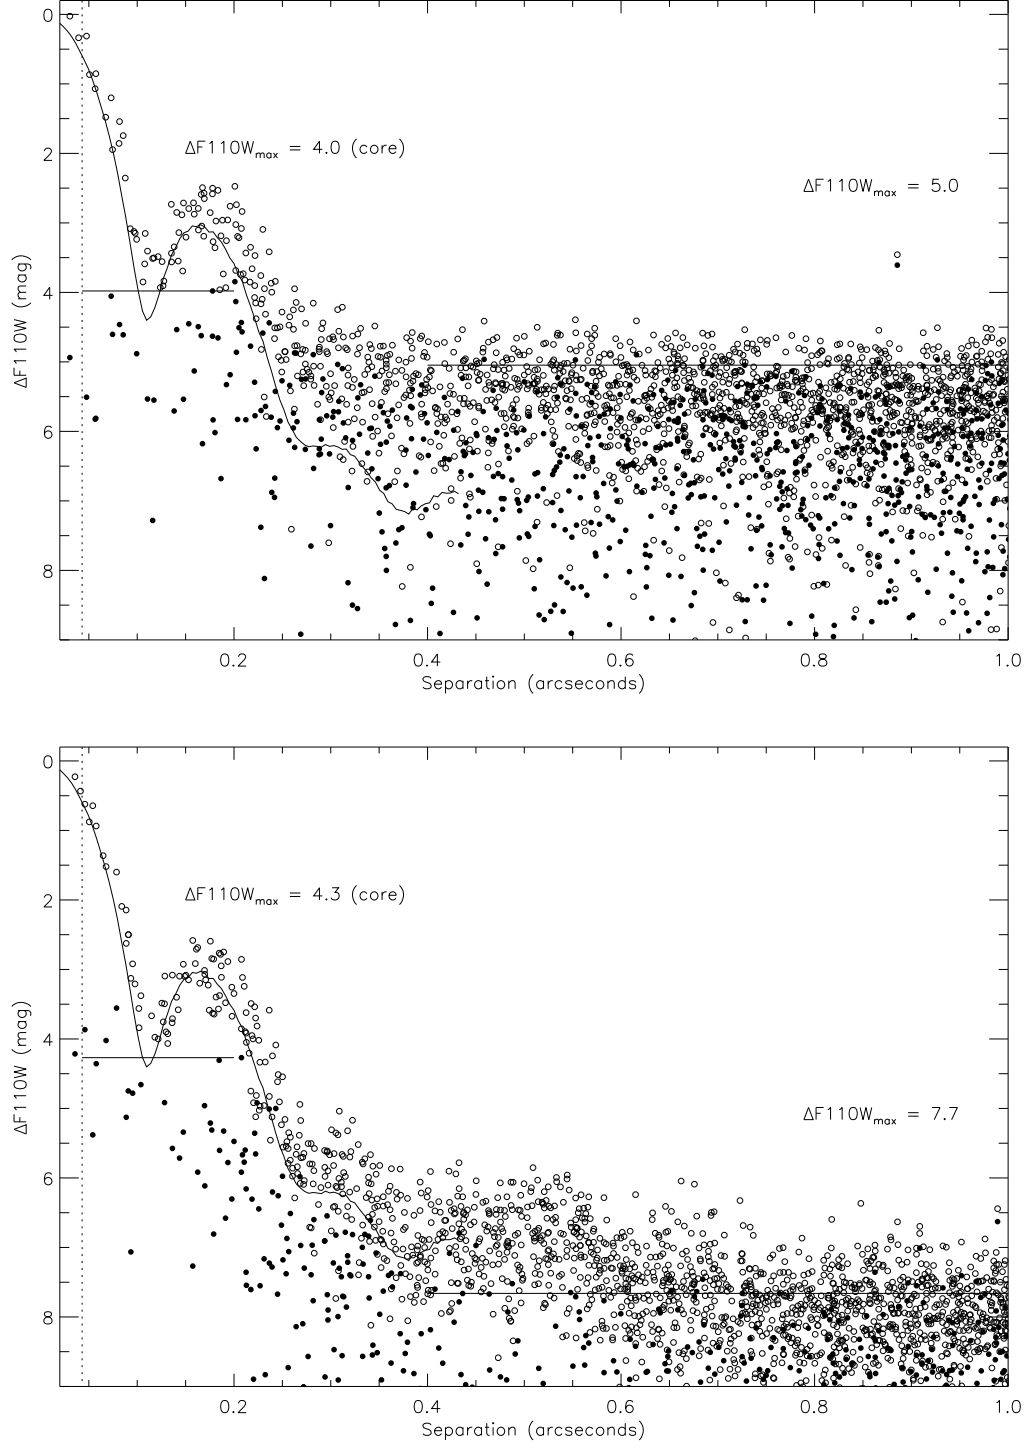 0
2
4
6
8
ΔF110W (mag)
ΔF110Wmax = 4.0 (core)
ΔF110Wmax = 5.0
0.2 0.4 0.6 0.8 1.0
Separation (arcseconds)
0
2
4
6
8
ΔF110W (mag)
ΔF110Wmax = 4.3 (core)
ΔF110Wmax = 7.7
0.2 0.4 0.6 0.8 1.0
Separation (arcseconds)